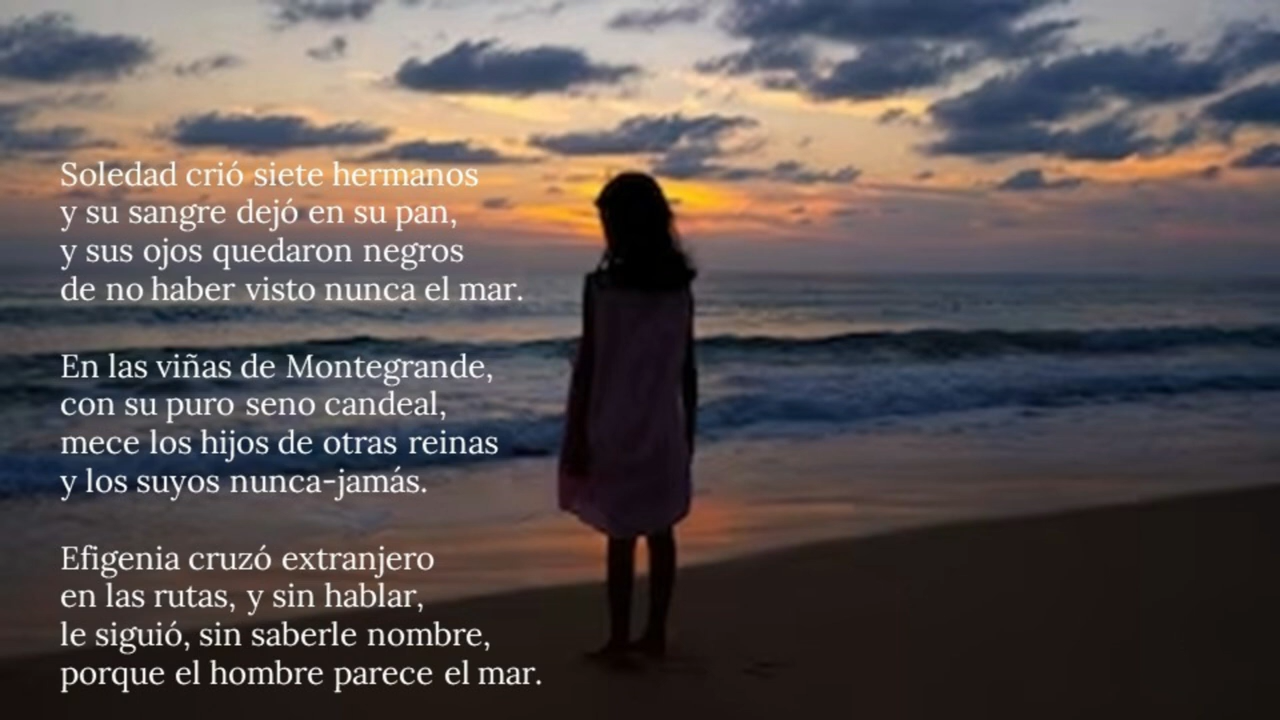 Soledad crió siete hermanos
y su sangre dejó en su pan,
y sus ojos quedaron negros
de no haber visto nunca el mar.
En las viñas de Montegrande,
con su puro seno candeal,
mece los hijos de otras reinas
y los suyos nunca-jamás.
Efigenia cruzó extranjero
en las rutas, y sin hablar,
le siguió, sin saberle nombre,
porque el hombre parece el mar.